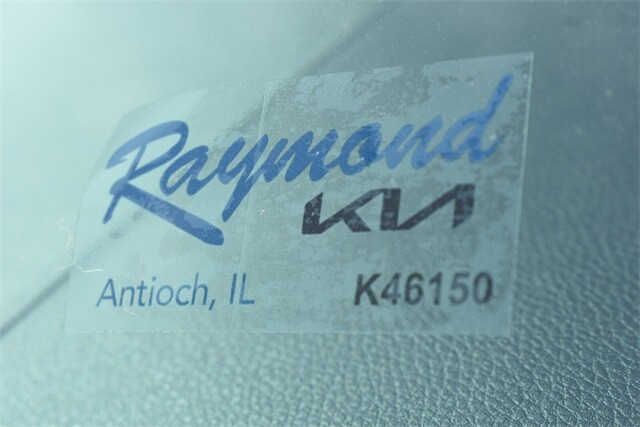 Raymond
KIA
Antioch, IL
K46150